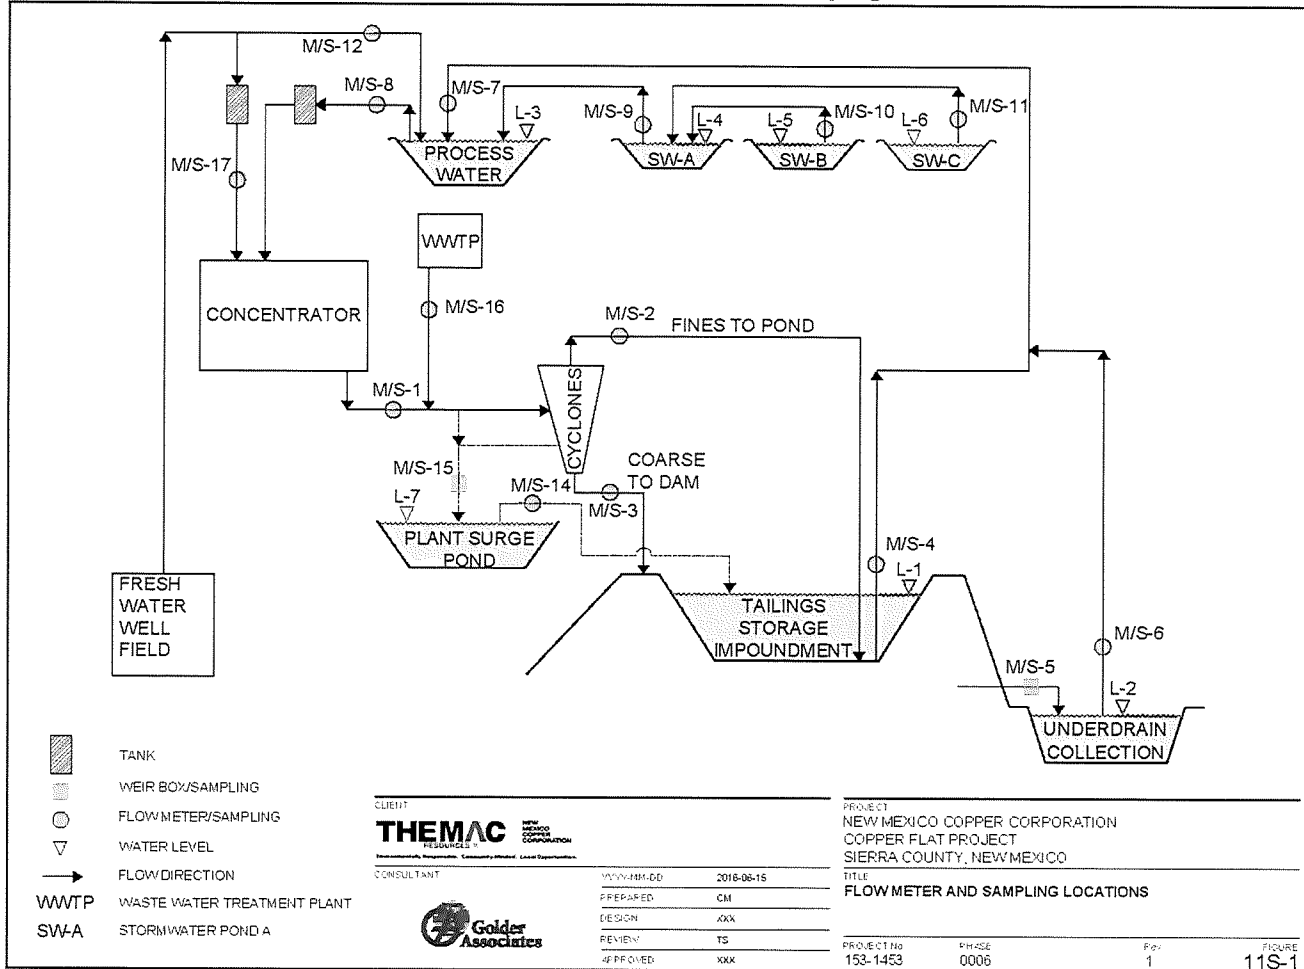 M/S-12
M/S-8
M/S-7
L-3
M/S-9
L-4
L-5
M/S-10
L-6
M/S-11
PROCESS
WATER
SW-A
SW-B
SW-C
M/S-17
WWTP
CONCENTRATOR
M/S-16
M/S-2
FINES TO POND
M/S-1
CYCLONES
COARSE
TO DAM
M/S-15
M/S-14
M/S-3
L-7
PLANT SURGE
POND
M/S-4
L-1
FRESH
WATER
WELL
FIELD
TAILINGS
STORAGE
IMPOUNDMENT
M/S-6
M/S-5
L-2
UNDERDRAIN
COLLECTION
TANK
WEIR BOX/SAMPLING
FLOW METER/SAMPLING
WATER LEVEL
FLOW DIRECTION
WWTP WASTE WATER TREATMENT PLANT
SW-A STORMWATER POND A
CLIENT
THEMAC
RESOURCES
NEW
MEXICO
COPPER
CORPORATION
Environmentally Responsible. Community-Minded. Local Opportunities.
CONSULTANT
Golder
Associates
YYYY-MM-DD 2016-06-15
PREPARED CM
DESIGN XXX
REVIEW TS
APPROVED XXX
PROJECT
NEW MEXICO COPPER CORPORATION
COPPER FLAT PROJECT
SIERRA COUNTY, NEW MEXICO
TITLE
FLOW METER AND SAMPLING LOCATIONS
PROJECT No PHASE Rev FIGURE
153-1453 0006 1 11S-1